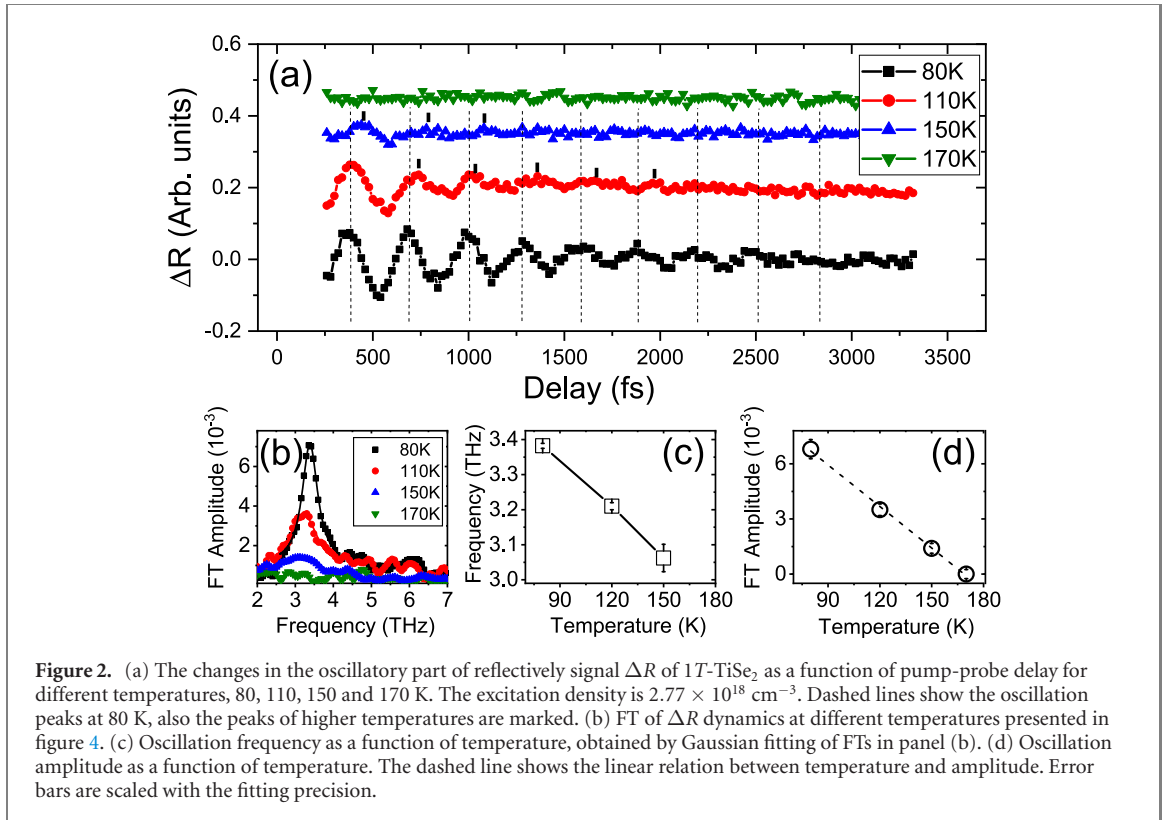 0.6
0.4
0.2
0.0
-0.2
ΔR (Arb. units)
(a)
80K
110K
150K
170K
0 500 1000 1500 2000 2500 3000 3500
Delay (fs)
FT Amplitude (10⁻³)
6
4
2
(b)
80K
110K
150K
170K
2 3 4 5 6 7
Frequency (THz)
Frequency (THz)
3.4
3.3
3.2
3.1
3.0
(c)
90 120 150
Temperature (K)
FT Amplitude (10⁻³)
6
3
0
(d)
90 120 150 180
Temperature (K)
Figure 2. (a) The changes in the oscillatory part of reflectively signal ΔR of 1T-TiSe₂ as a function of pump-probe delay for
different temperatures, 80, 110, 150 and 170 K. The excitation density is 2.77 × 10¹⁸ cm⁻³. Dashed lines show the oscillation
peaks at 80 K, also the peaks of higher temperatures are marked. (b) FT of ΔR dynamics at different temperatures presented in
figure 4. (c) Oscillation frequency as a function of temperature, obtained by Gaussian fitting of FTs in panel (b). (d) Oscillation
amplitude as a function of temperature. The dashed line shows the linear relation between temperature and amplitude. Error
bars are scaled with the fitting precision.